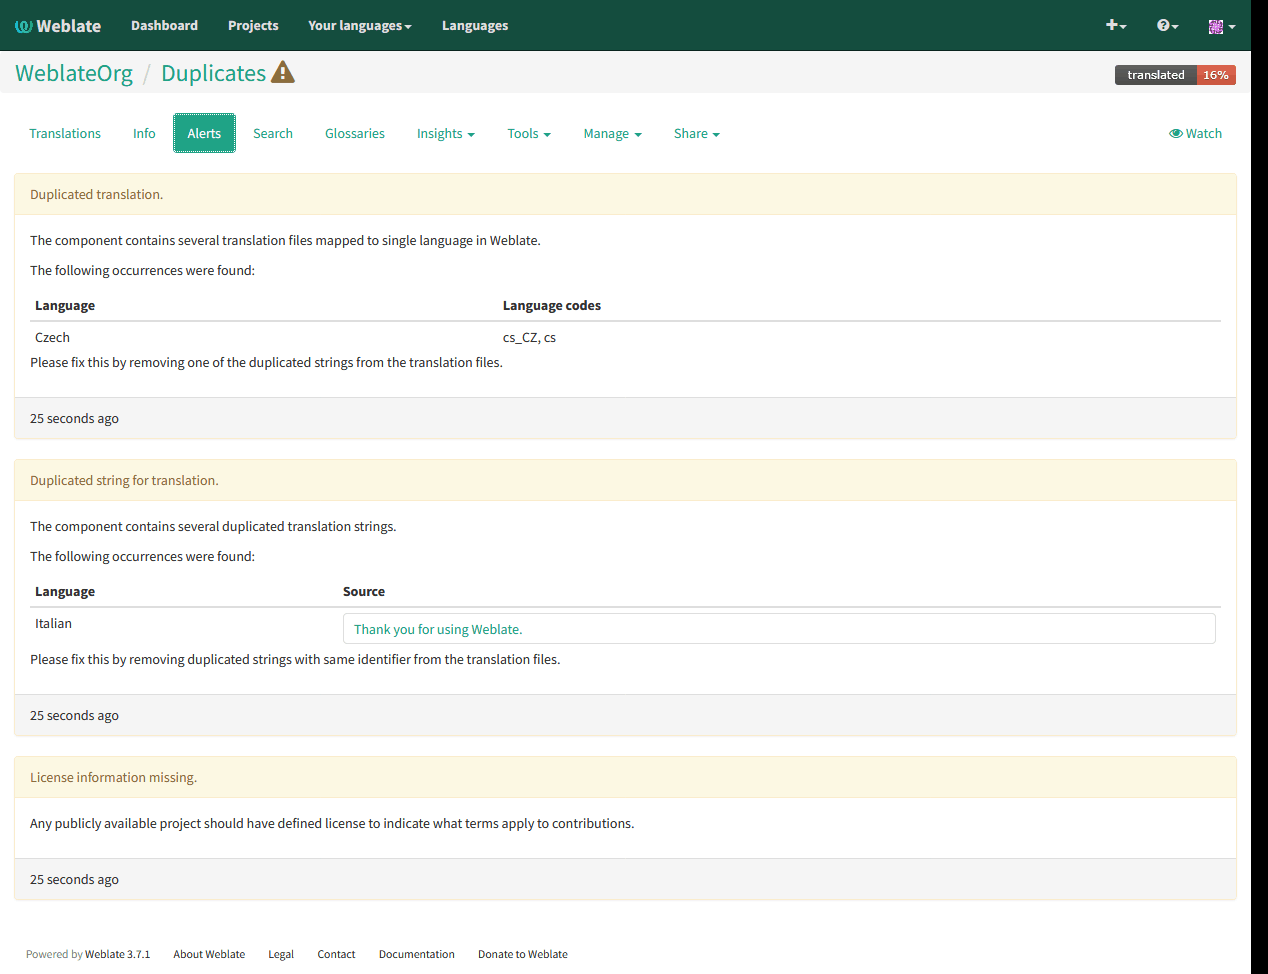 Weblate Dashboard Projects Your languages Languages
WeblateOrg / Duplicates
translated 16%
Translations Info Alerts Search Glossaries Insights Tools Manage Share Watch
Duplicated translation.
The component contains several translation files mapped to single language in Weblate.
The following occurrences were found:
Language Language codes
Czech cs_CZ, cs
Please fix this by removing one of the duplicated strings from the translation files.
25 seconds ago
Duplicated string for translation.
The component contains several duplicated translation strings.
The following occurrences were found:
Language Source
Italian Thank you for using Weblate.
Please fix this by removing duplicated strings with same identifier from the translation files.
25 seconds ago
License information missing.
Any publicly available project should have defined license to indicate what terms apply to contributions.
25 seconds ago
Powered by Weblate 3.7.1 About Weblate Legal Contact Documentation Donate to Weblate